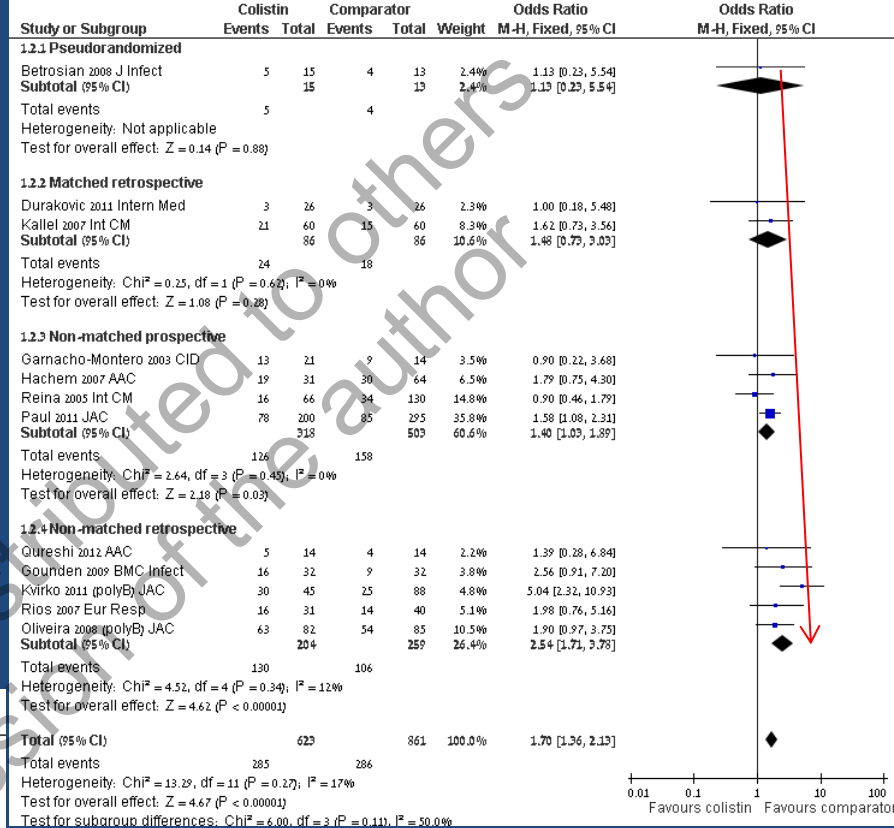 Colistin Comparator Odds Ratio Odds Ratio
Study or Subgroup Events Total Events Total Weight M-H, Fixed, 95% CI M-H, Fixed, 95% CI
1.2.1 Pseudorandomized
Betrosian 2008 J Infect 5 15 4 13 2.4% 1.13 [0.23, 5.54]
Subtotal (95% CI) 15 13 2.4% 1.13 [0.23, 5.54]
Total events 5 4
Heterogeneity: Not applicable
Test for overall effect: Z = 0.14 (P = 0.88)
1.2.2 Matched retrospective
Durakovic 2011 Intern Med 3 26 3 26 2.3% 1.00 [0.18, 5.48]
Kallel 2007 Int CM 21 60 15 60 8.3% 1.62 [0.73, 3.56]
Subtotal (95% CI) 86 86 10.6% 1.48 [0.73, 3.03]
Total events 24 18
Heterogeneity: Chi² = 0.25, df = 1 (P = 0.62); I² = 0%
Test for overall effect: Z = 1.08 (P = 0.28)
1.2.3 Non-matched prospective
Garnacho-Montero 2003 CID 13 21 9 14 3.5% 0.90 [0.22, 3.68]
Hachem 2007 AAC 19 31 30 64 6.5% 1.79 [0.75, 4.30]
Reina 2005 Int CM 16 66 34 130 14.8% 0.90 [0.46, 1.79]
Paul 2011 JAC 78 200 85 295 35.8% 1.58 [1.08, 2.31]
Subtotal (95% CI) 318 503 60.6% 1.40 [1.03, 1.89]
Total events 126 158
Heterogeneity: Chi² = 2.64, df = 3 (P = 0.45); I² = 0%
Test for overall effect: Z = 2.18 (P = 0.03)
1.2.4 Non-matched retrospective
Qureshi 2012 AAC 5 14 4 14 2.2% 1.39 [0.28, 6.84]
Gounden 2009 BMC Infect 16 32 9 32 3.8% 2.56 [0.91, 7.20]
Kvirko 2011 (polyB) JAC 30 45 25 88 4.8% 5.04 [2.32, 10.93]
Rios 2007 Eur Resp 16 31 14 40 5.1% 1.98 [0.76, 5.16]
Oliveira 2008 (polyB) JAC 63 82 54 85 10.5% 1.90 [0.97, 3.75]
Subtotal (95% CI) 204 259 26.4% 2.54 [1.71, 3.78]
Total events 130 106
Heterogeneity: Chi² = 4.52, df = 4 (P = 0.34); I² = 12%
Test for overall effect: Z = 4.62 (P < 0.00001)
Total (95% CI) 623 861 100.0% 1.70 [1.36, 2.13]
Total events 285 286
Heterogeneity: Chi² = 13.29, df = 11 (P = 0.27); I² = 17%
Test for overall effect: Z = 4.67 (P < 0.00001)
Test for subgroup differences: Chi² = 6.00, df = 3 (P = 0.11), I² = 50.0%
0.01 0.1 1 10 100
Favours colistin Favours comparator
distributed to others
of the author